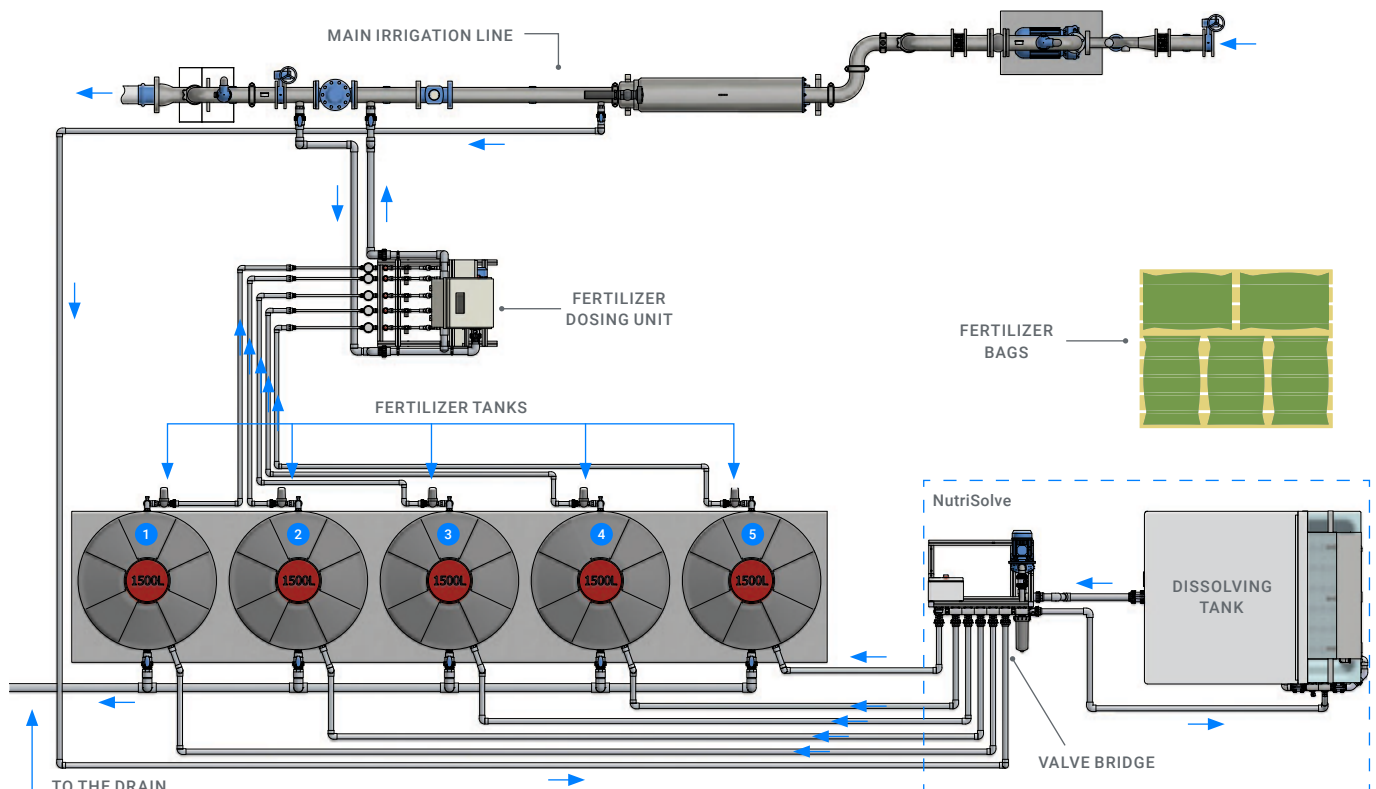 MAIN IRRIGATION LINE
FERTILIZER
DOSING UNIT
FERTILIZER
BAGS
FERTILIZER TANKS
NutriSolve
1
2
3
4
5
1500L
1500L
1500L
1500L
1500L
DISSOLVING
TANK
VALVE BRIDGE
TO THE DRAIN